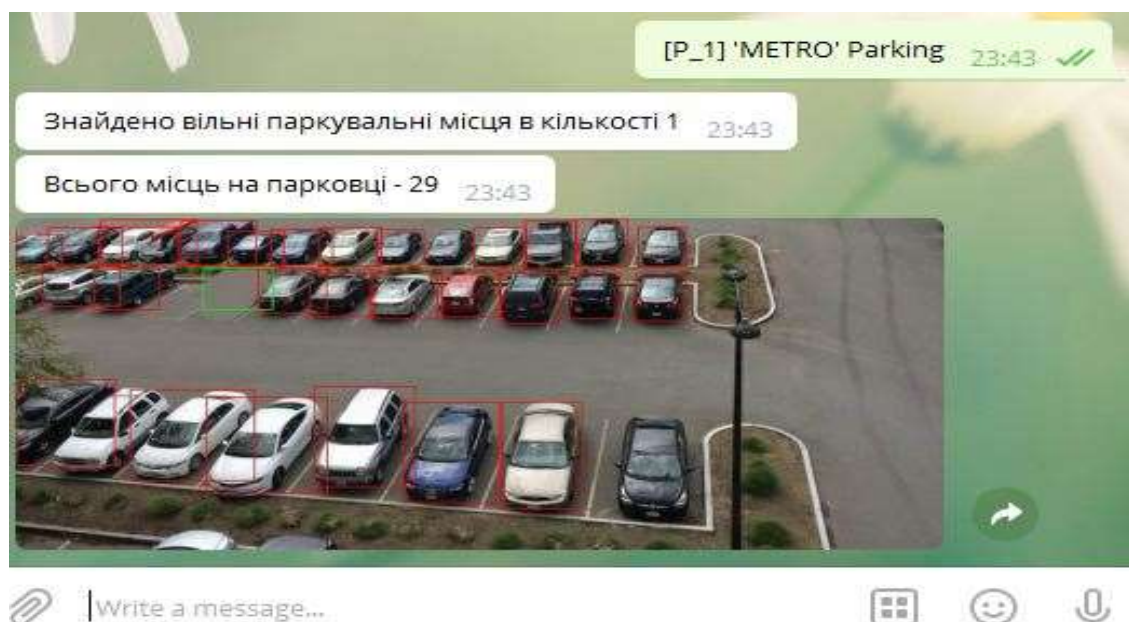 [P_1] 'METRO' Parking 23:43
Знайдено вільні паркувальні місця в кількості 1 23:43
Всього місць на парковці - 29 23:43
Write a message...